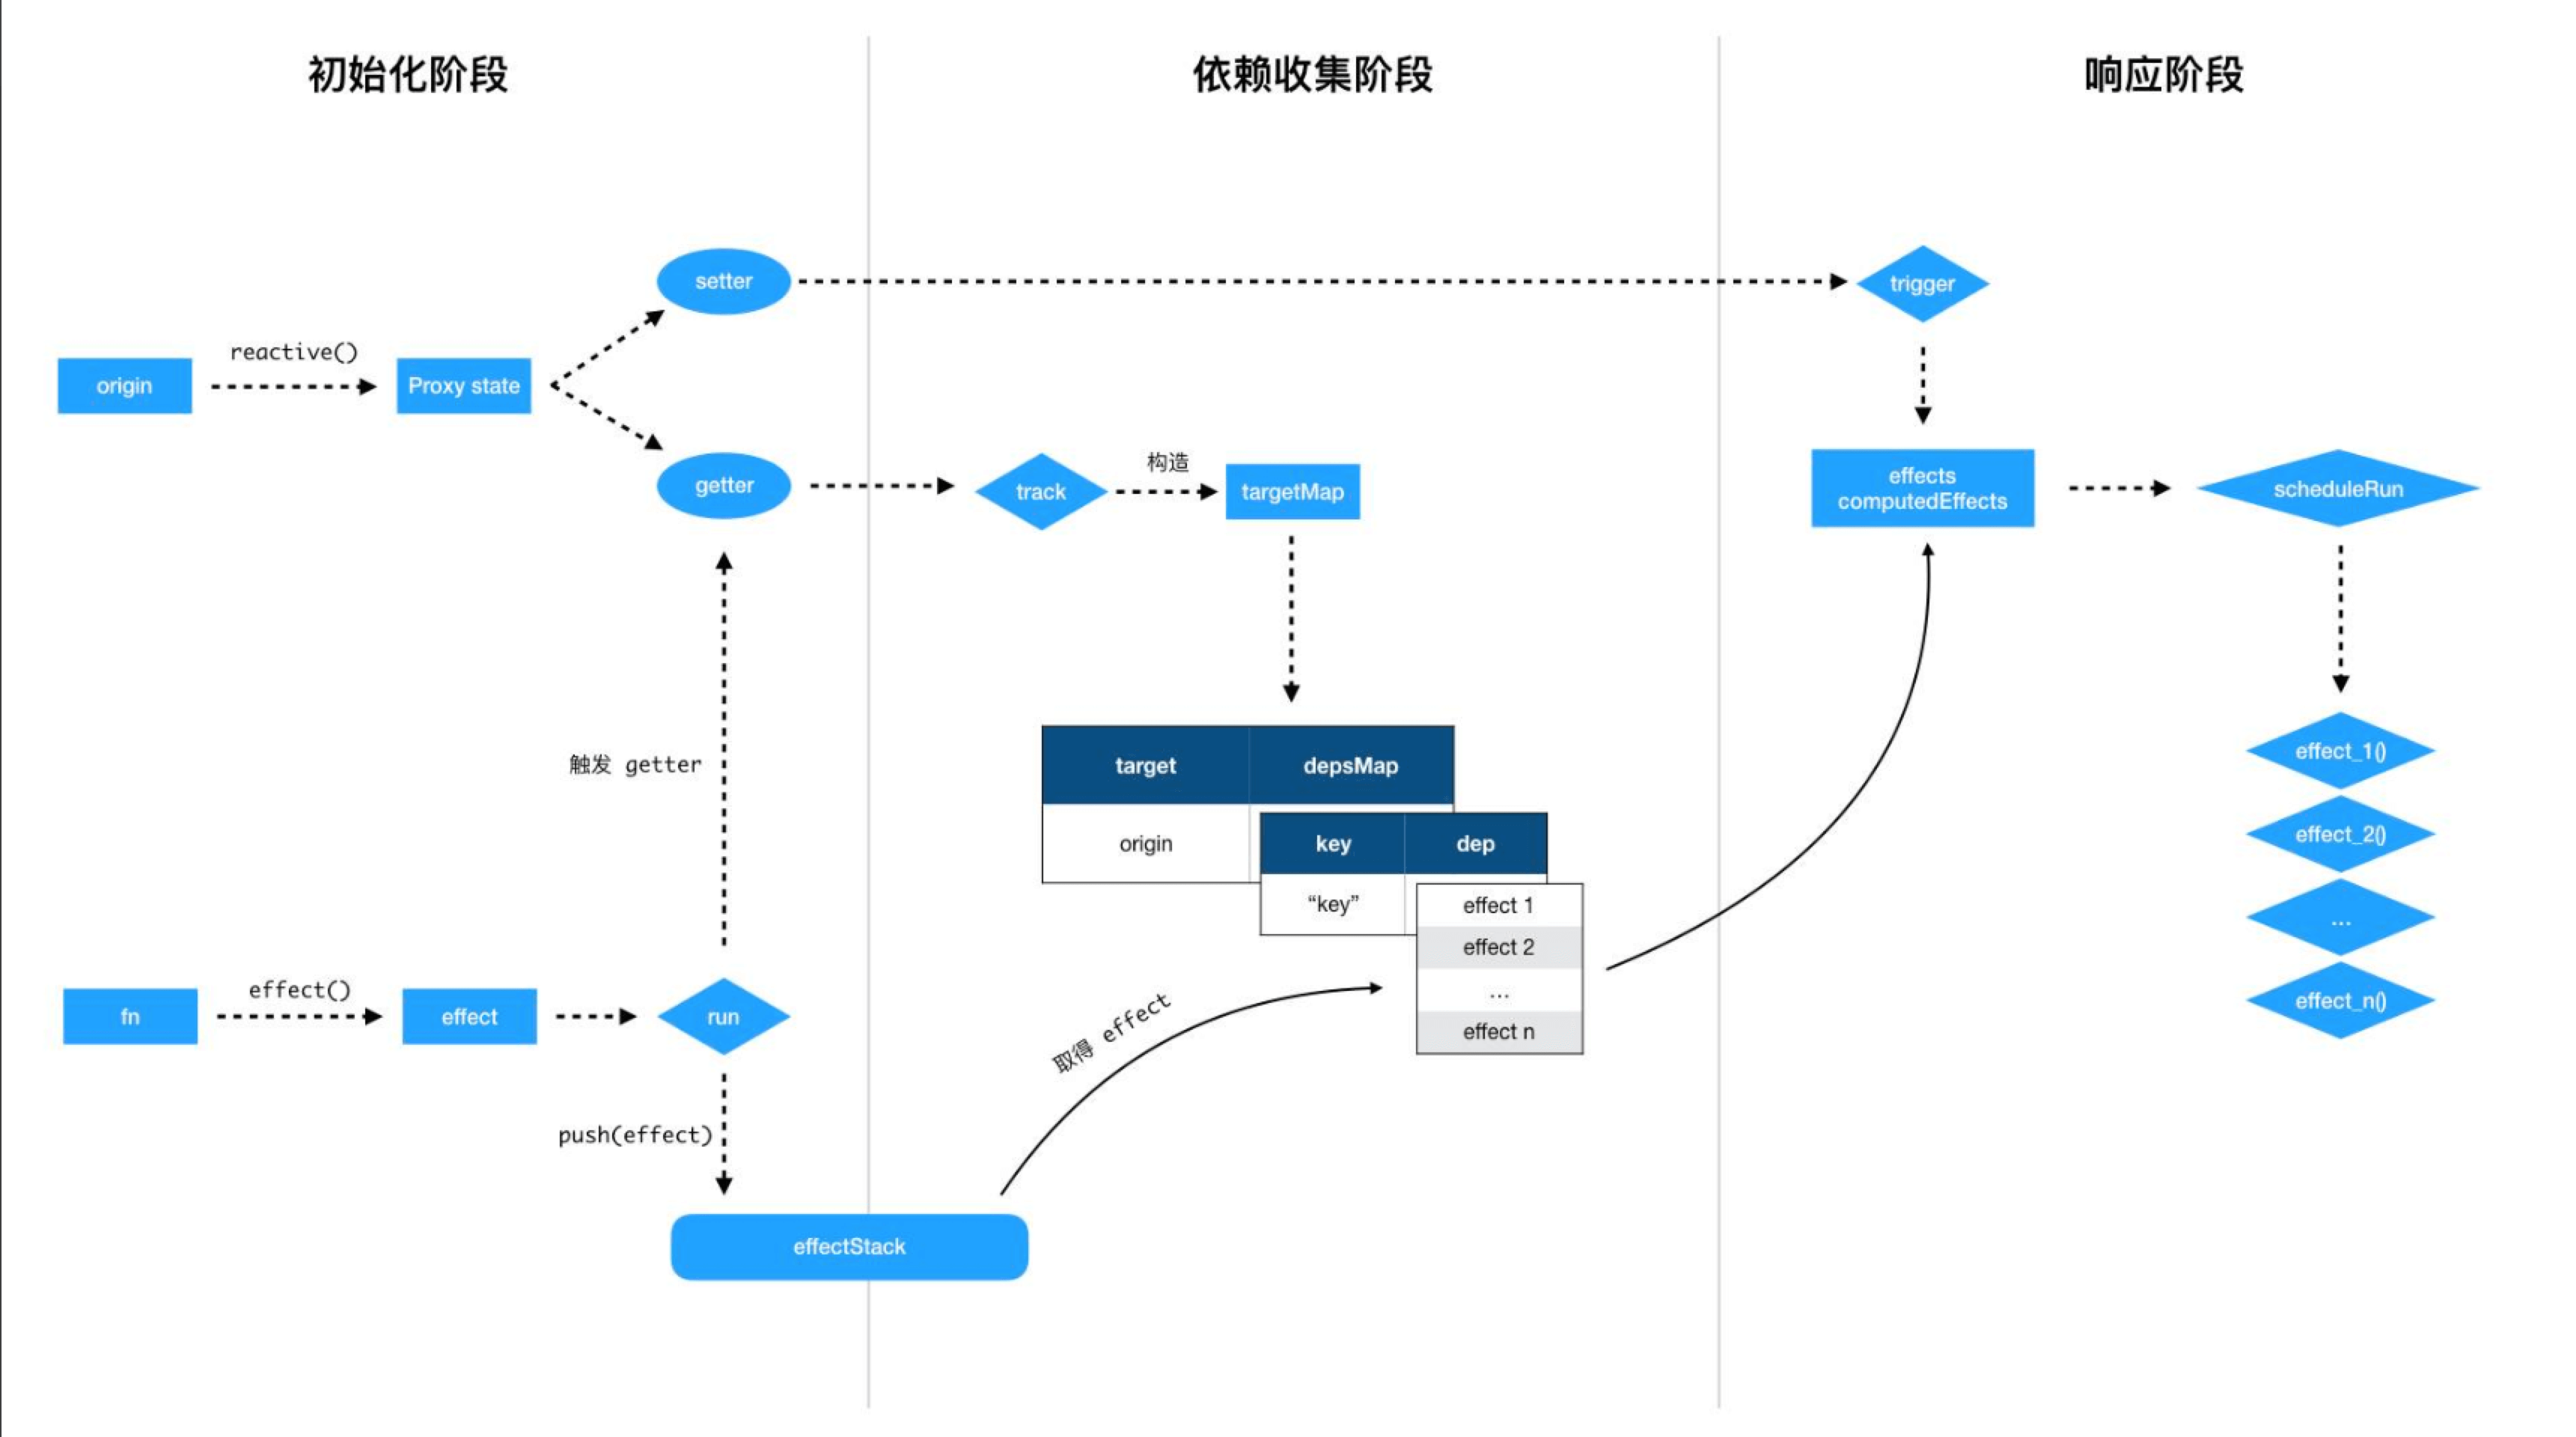 初始化阶段
依赖收集阶段
响应阶段
setter
trigger
reactive()
origin
Proxy state
getter
track
构造
targetMap
effects
computedEffects
scheduleRun
触发 getter
target
depsMap
origin
key
dep
“key”
effect 1
effect 2
...
effect n
effect_1()
effect_2()
...
effect_n()
effect()
fn
effect
run
取得 effect
push(effect)
effectStack